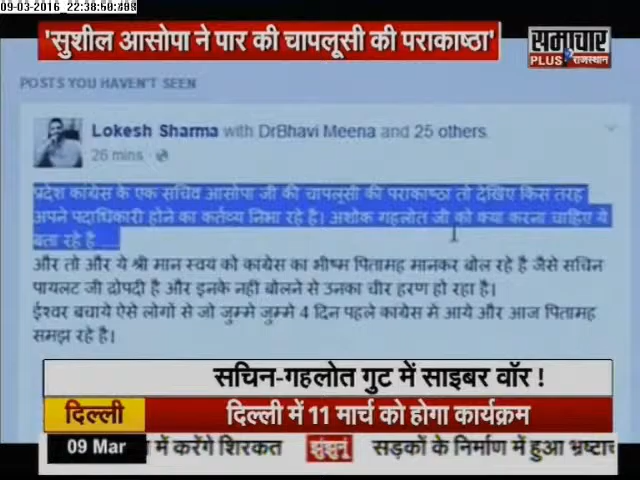 09-03-2016_22:38:50:808
'सुशील आसोपा ने पार की चापलूसी की पराकाष्ठा'
समाचार
PLUS राजस्थान
POSTS YOU HAVEN'T SEEN
Lokesh Sharma with DrBhavi Meena and 25 others.
26 mins
प्रदेश कांग्रेस के एक सचिव आसोपा जी की चापलूसी की पराकाष्ठा तो देखिए किस तरह
अपने पदाधिकारी होने का कर्तव्य निभा रहे है। अशोक गहलोत जी को क्या करना चाहिए ये
बता रहे है
और तो और ये श्री मान स्वयं को कांग्रेस का भीष्म पितामह मानकर बोल रहे है जैसे सचिन
पायलट जी द्रोपदी है और इनके नहीं बोलने से उनका चीर हरण हो रहा है।
ईश्वर बचाये ऐसे लोगों से जो जुम्मे जुम्मे 4 दिन पहले कांग्रेस में आये और आज पितामह
समझ रहे है।
सचिन-गहलोत गुट में साइबर वॉर !
दिल्ली दिल्ली में 11 मार्च को होगा कार्यक्रम
09 Mar में करेंगे शिरकत सड़कों के निर्माण में हुआ